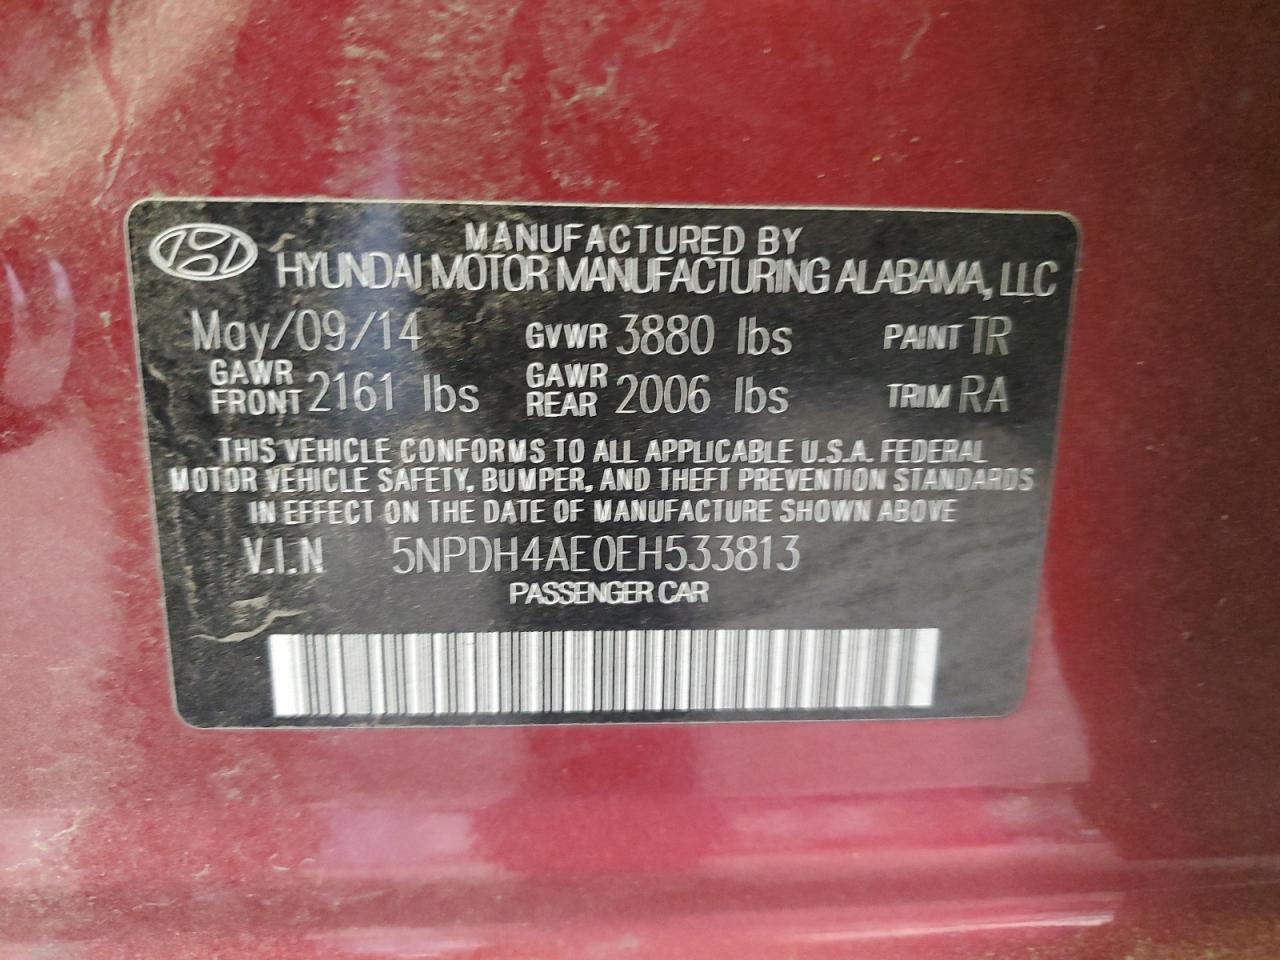 MANUFACTURED BY
HYUNDAI MOTOR MANUFACTURING ALABAMA, LLC
May/09/14 GVWR 3880 lbs PAINT TR
GAWR FRONT 2161 lbs GAWR REAR 2006 lbs TRIM RA
THIS VEHICLE CONFORMS TO ALL APPLICABLE U.S.A. FEDERAL
MOTOR VEHICLE SAFETY, BUMPER, AND THEFT PREVENTION STANDARDS
IN EFFECT ON THE DATE OF MANUFACTURE SHOWN ABOVE
V.I.N 5NPDH4AE0EH533813
PASSENGER CAR